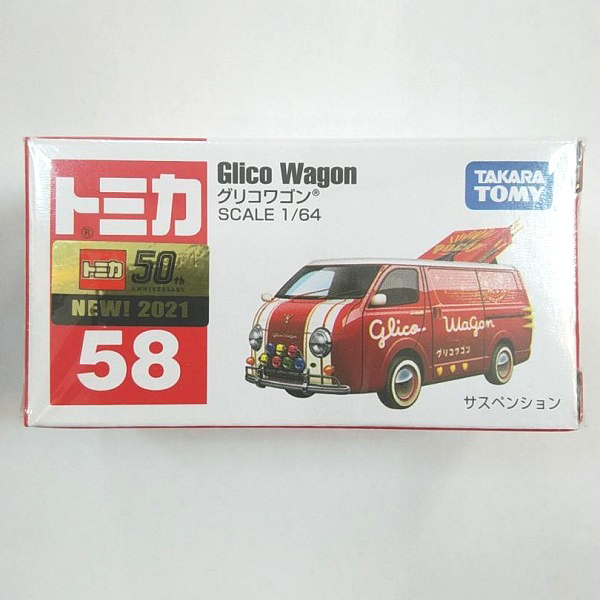 トミカ
®
トミカ
50th
ANNIVERSARY
NEW! 2021
58
Glico Wagon
グリコワゴン®
SCALE 1/64
TAKARA
TOMY
Glico Wagon
グリコワゴン
サスペンション